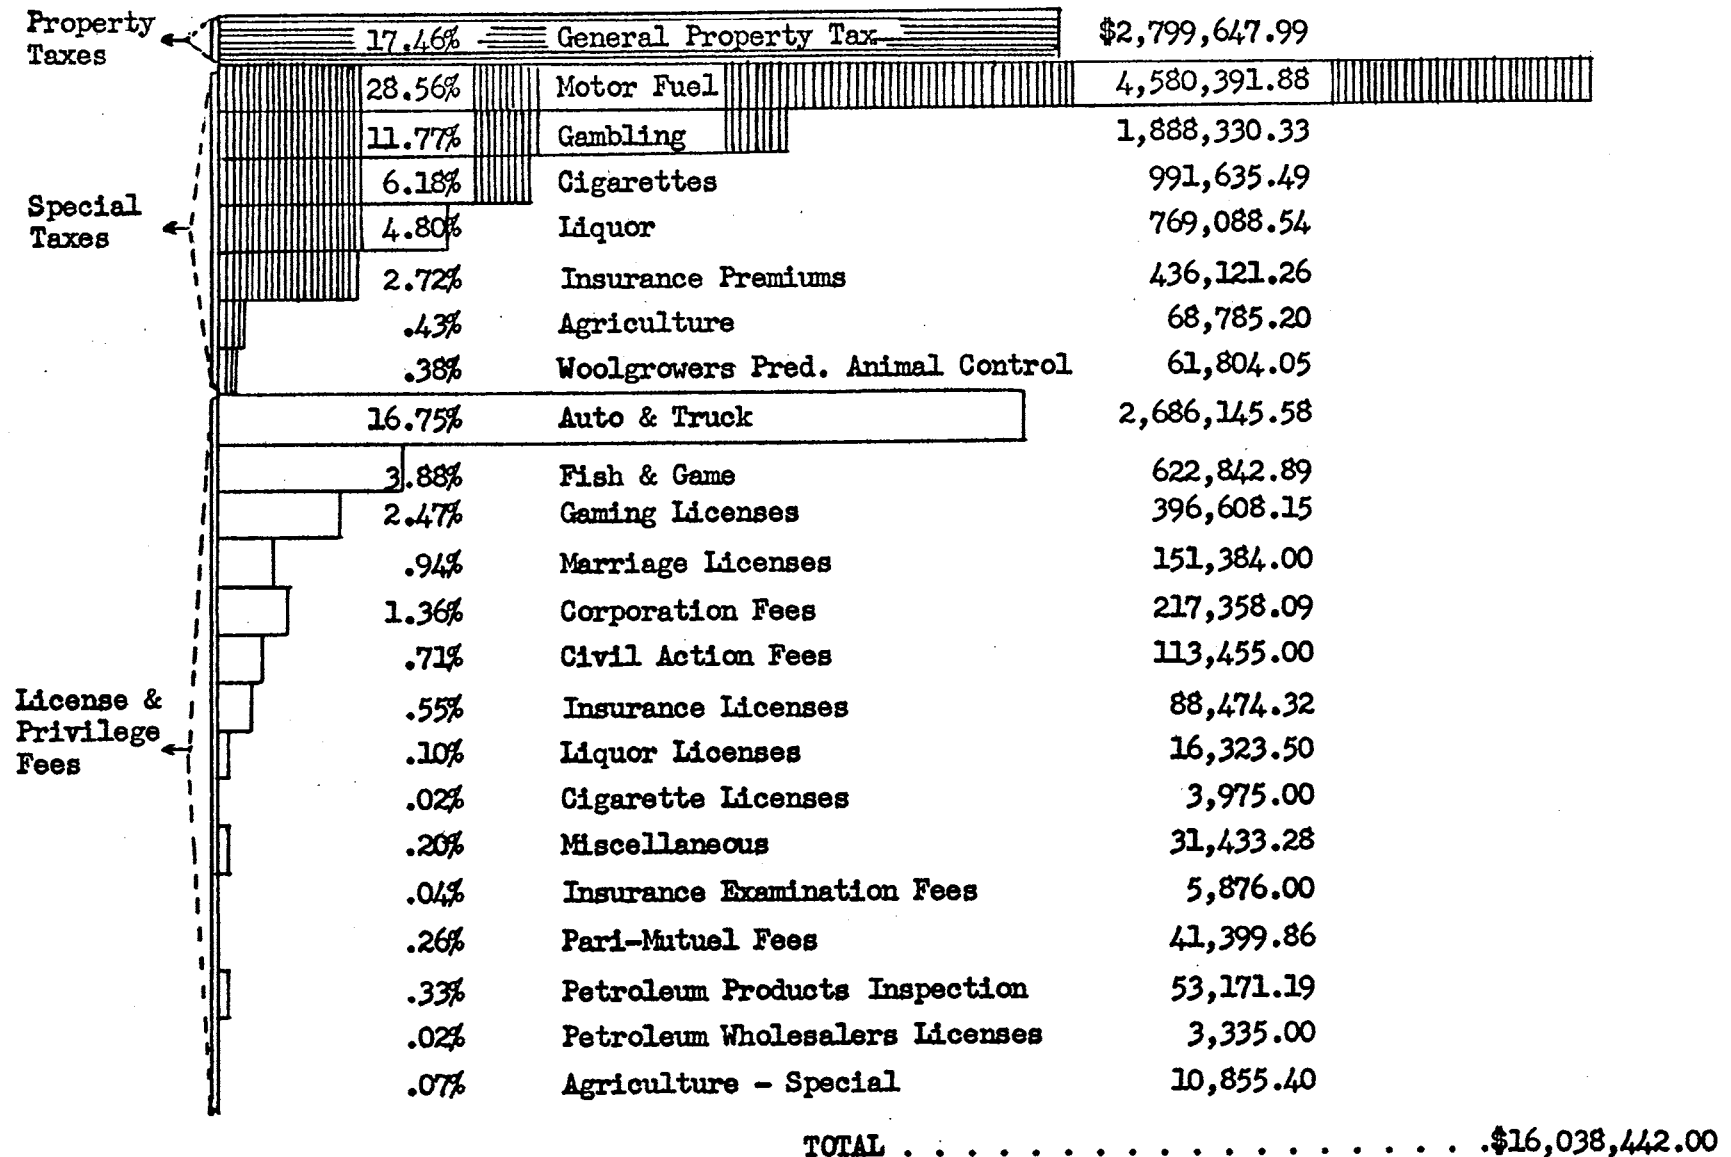 Property
Taxes
17.46% General Property Tax $2,799,647.99
28.56% Motor Fuel 4,580,391.88
11.77% Gambling 1,888,330.33
6.18% Cigarettes 991,635.49
Special
Taxes
4.80% Liquor 769,088.54
2.72% Insurance Premiums 436,121.26
.43% Agriculture 68,785.20
.38% Woolgrowers Pred. Animal Control 61,804.05
16.75% Auto & Truck 2,686,145.58
3.88% Fish & Game 622,842.89
2.47% Gaming Licenses 396,608.15
.94% Marriage Licenses 151,384.00
1.36% Corporation Fees 217,358.09
.71% Civil Action Fees 113,455.00
License &
Privilege
Fees
.55% Insurance Licenses 88,474.32
.10% Liquor Licenses 16,323.50
.02% Cigarette Licenses 3,975.00
.20% Miscellaneous 31,433.28
.04% Insurance Examination Fees 5,876.00
.26% Pari-Mutuel Fees 41,399.86
.33% Petroleum Products Inspection 53,171.19
.02% Petroleum Wholesalers Licenses 3,335.00
.07% Agriculture - Special 10,855.40
TOTAL . . . . . . . . . . . . . . . . . . .$16,038,442.00